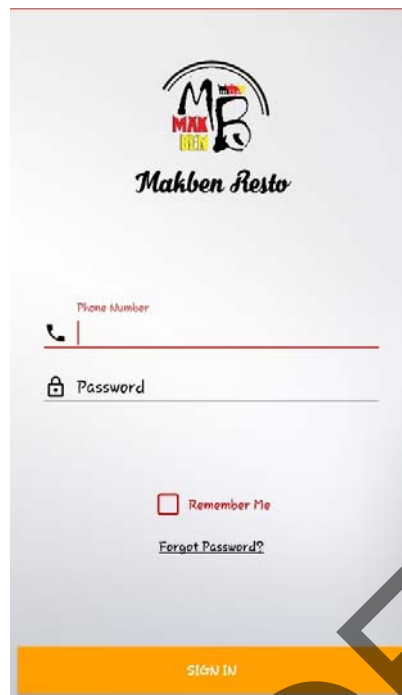 MB
MAK
BEN
Makben Resto
Phone Number
Password
Remember Me
Forgot Password?
SIGN IN